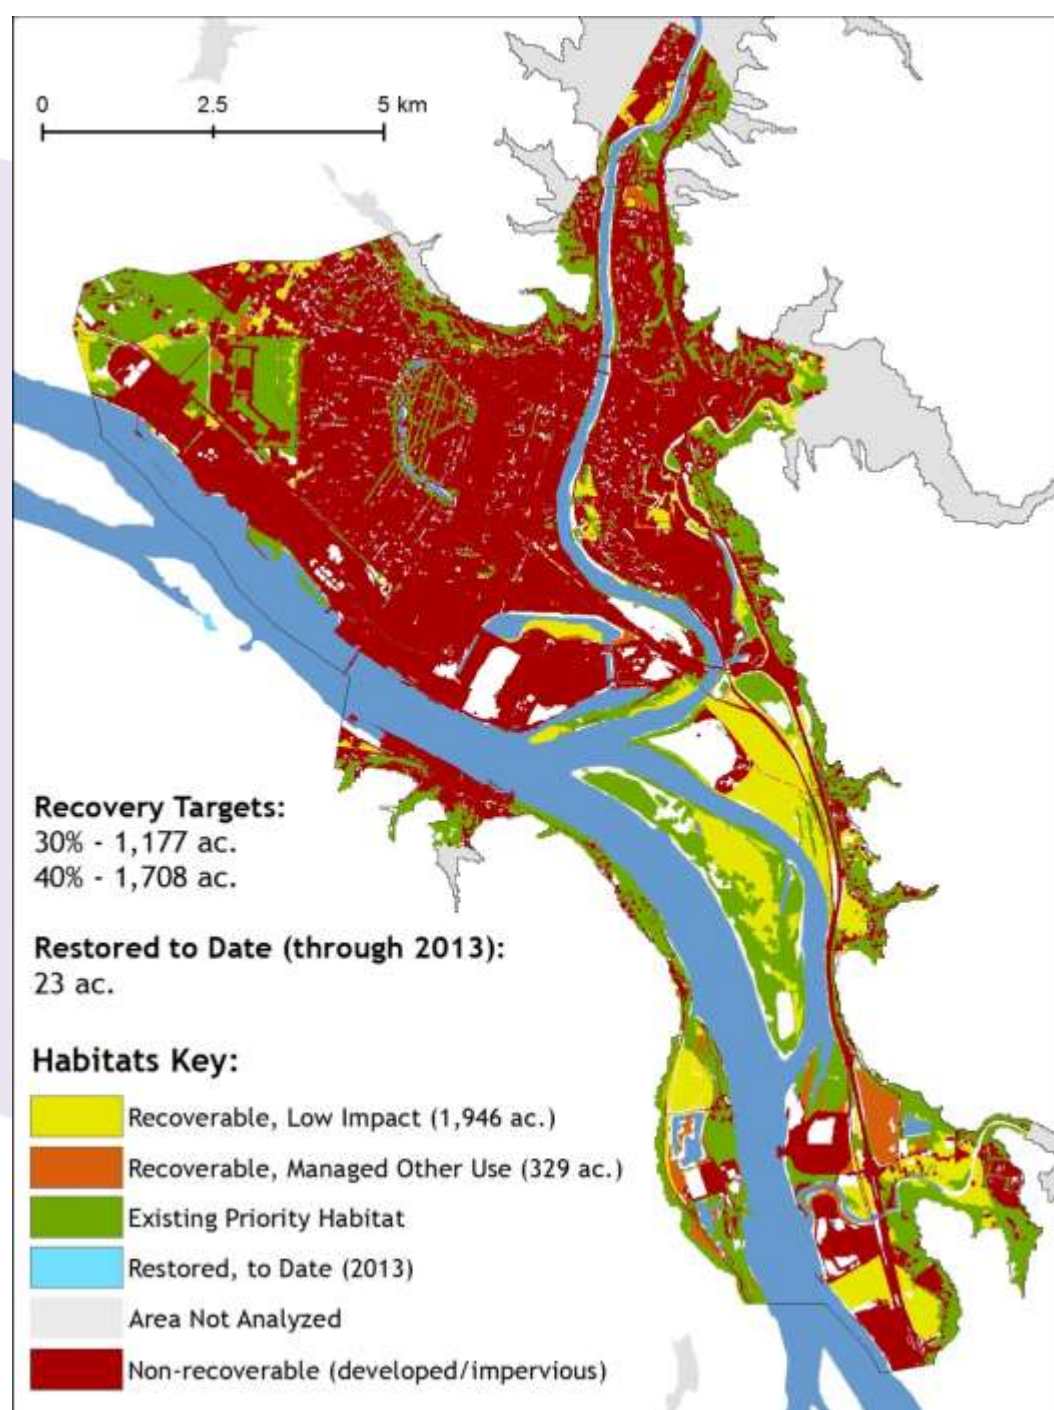 0 2.5 5 km
Recovery Targets:
30% - 1,177 ac.
40% - 1,708 ac.
Restored to Date (through 2013):
23 ac.
Habitats Key:
Recoverable, Low Impact (1,946 ac.)
Recoverable, Managed Other Use (329 ac.)
Existing Priority Habitat
Restored, to Date (2013)
Area Not Analyzed
Non-recoverable (developed/impervious)